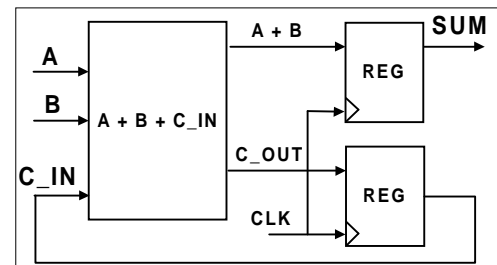 A + B
SUM
A
REG
B
A + B + C_IN
C_OUT
C_IN
REG
CLK